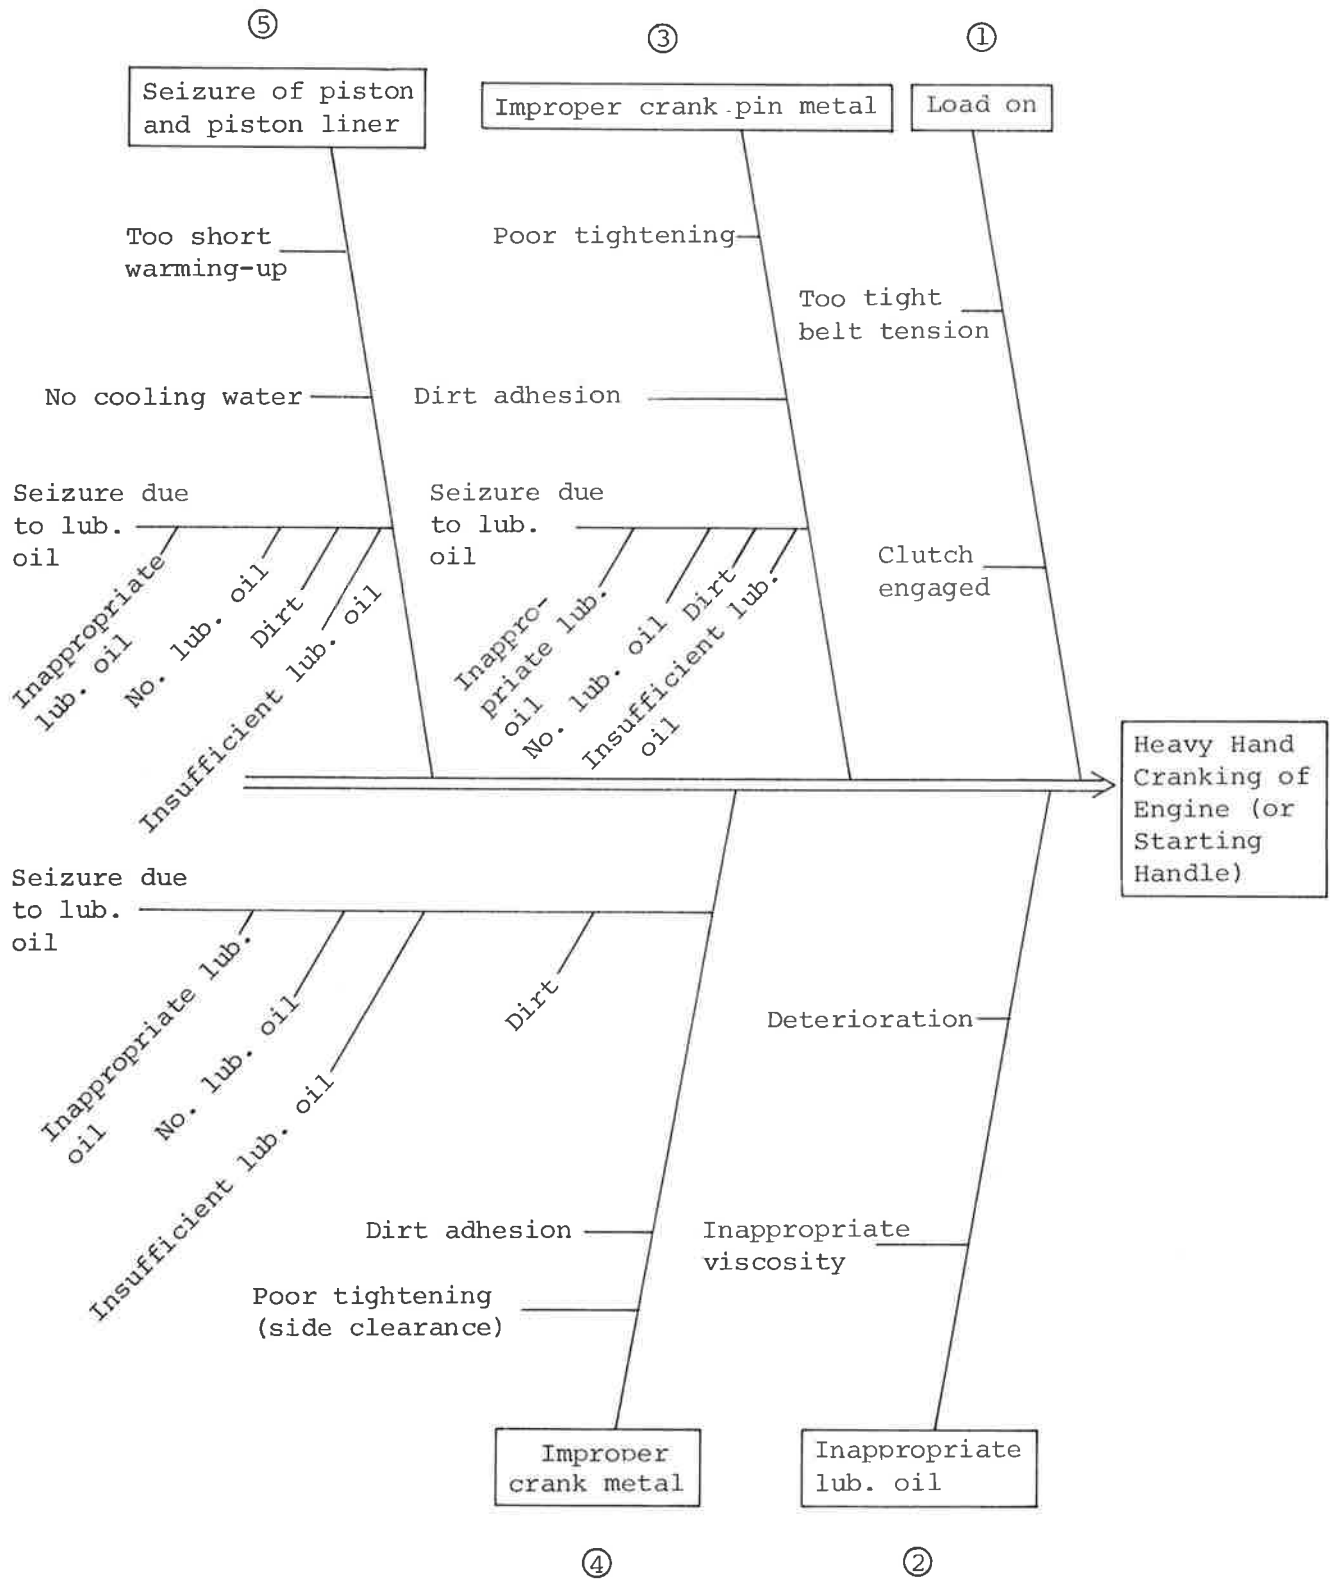 ⑤
③
①
Seizure of piston
and piston liner
Improper crank pin metal
Load on
Too short
warming-up
Poor tightening
Too tight
belt tension
No cooling water
Dirt adhesion
Seizure due
to lub.
oil
Inappropriate
lub. oil
No. lub. oil
Dirt
Insufficient lub. oil
Seizure due
to lub.
oil
Inappro-
priate lub.
oil
No. lub. oil
Dirt
Insufficient lub.
oil
Clutch
engaged
Heavy Hand
Cranking of
Engine (or
Starting
Handle)
Seizure due
to lub.
oil
Inappropriate lub.
oil
No. lub. oil
Insufficient lub. oil
Dirt
Deterioration
Dirt adhesion
Inappropriate
viscosity
Poor tightening
(side clearance)
Improper
crank metal
Inappropriate
lub. oil
④
②